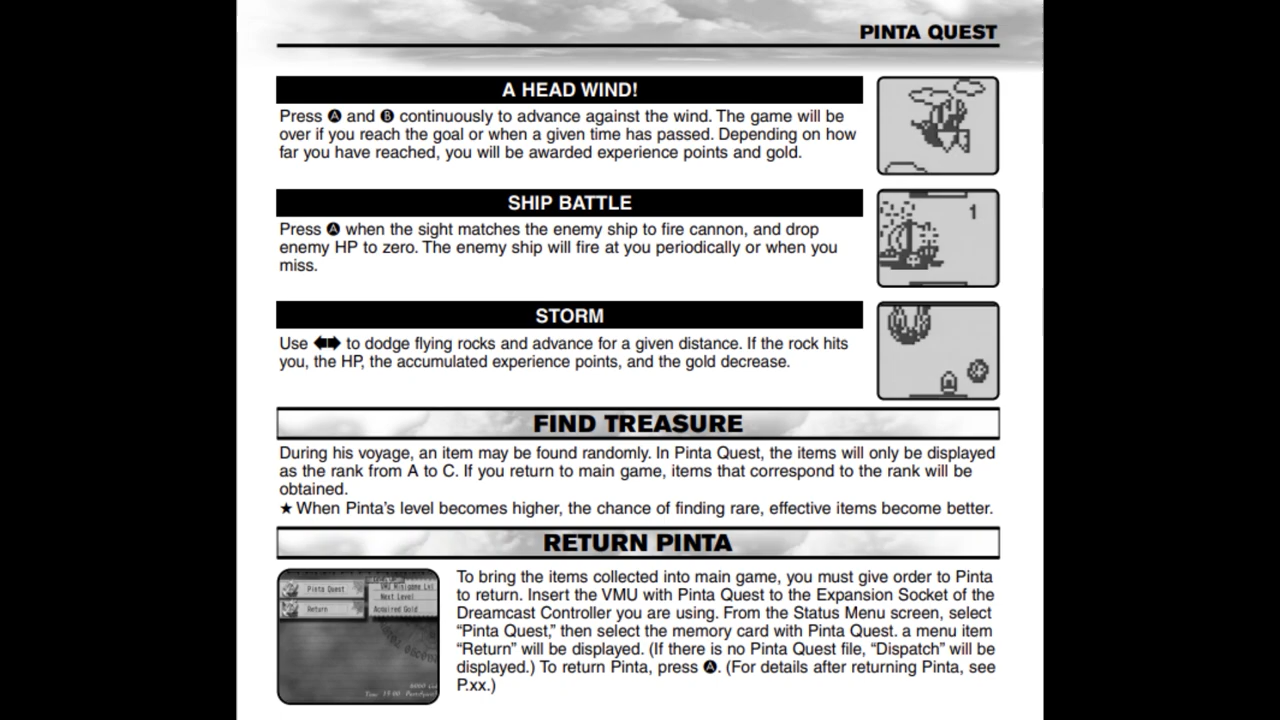 PINTA QUEST
A HEAD WIND!
Press A and B continuously to advance against the wind. The game will be
over if you reach the goal or when a given time has passed. Depending on how
far you have reached, you will be awarded experience points and gold.
SHIP BATTLE
1
Press A when the sight matches the enemy ship to fire cannon, and drop
enemy HP to zero. The enemy ship will fire at you periodically or when you
miss.
STORM
Use ⬅➡ to dodge flying rocks and advance for a given distance. If the rock hits
you, the HP, the accumulated experience points, and the gold decrease.
FIND TREASURE
During his voyage, an item may be found randomly. In Pinta Quest, the items will only be displayed
as the rank from A to C. If you return to main game, items that correspond to the rank will be
obtained.
★ When Pinta's level becomes higher, the chance of finding rare, effective items become better.
RETURN PINTA
Pinta Quest
Return
VMU Minigame Lvl
Next Level
Acquired Gold
To bring the items collected into main game, you must give order to Pinta
to return. Insert the VMU with Pinta Quest to the Expansion Socket of the
Dreamcast Controller you are using. From the Status Menu screen, select
“Pinta Quest,” then select the memory card with Pinta Quest. a menu item
“Return” will be displayed. (If there is no Pinta Quest file, “Dispatch” will be
displayed.) To return Pinta, press A. (For details after returning Pinta, see
P.xx.)